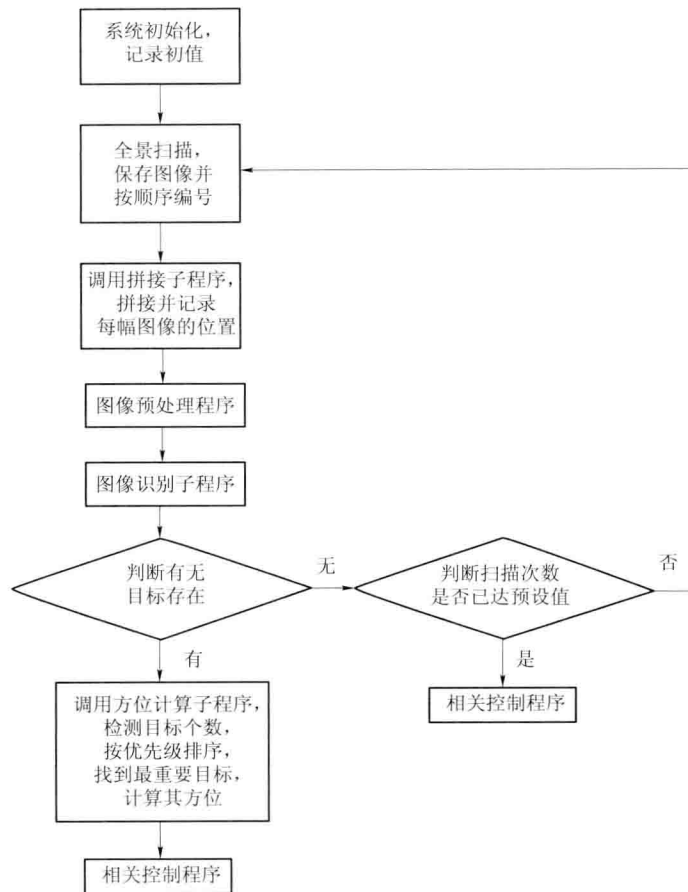 系统初始化，
记录初值
全景扫描，
保存图像并
按顺序编号
调用拼接子程序，
拼接并记录
每幅图像的位置
图像预处理程序
图像识别子程序
判断有无
目标存在
无
判断扫描次数
是否已达预设值
否
有
是
调用方位计算子程序，
检测目标个数，
按优先级排序，
找到最重要目标，
计算其方位
相关控制程序
相关控制程序